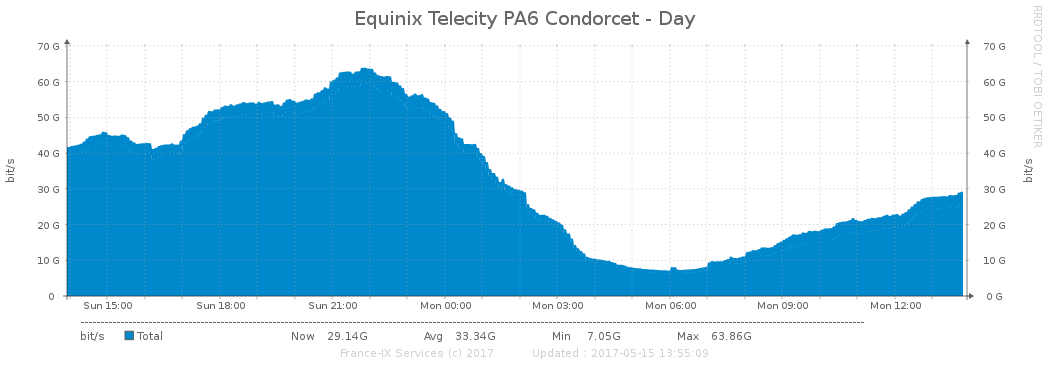 Equinix Telecity PA6 Condorcet - Day
RRDTOOL / TOBI OETIKER
70 G 70 G
60 G 60 G
50 G 50 G
40 G 40 G
30 G 30 G
20 G 20 G
10 G 10 G
0 0 G
bit/s
bit/s
Sun 15:00 Sun 18:00 Sun 21:00 Mon 00:00 Mon 03:00 Mon 06:00 Mon 09:00 Mon 12:00
bit/s Total Now 29.14G Avg 33.34G Min 7.05G Max 63.86G
France-IX Services (c) 2017 Updated : 2017-05-15 13:55:09